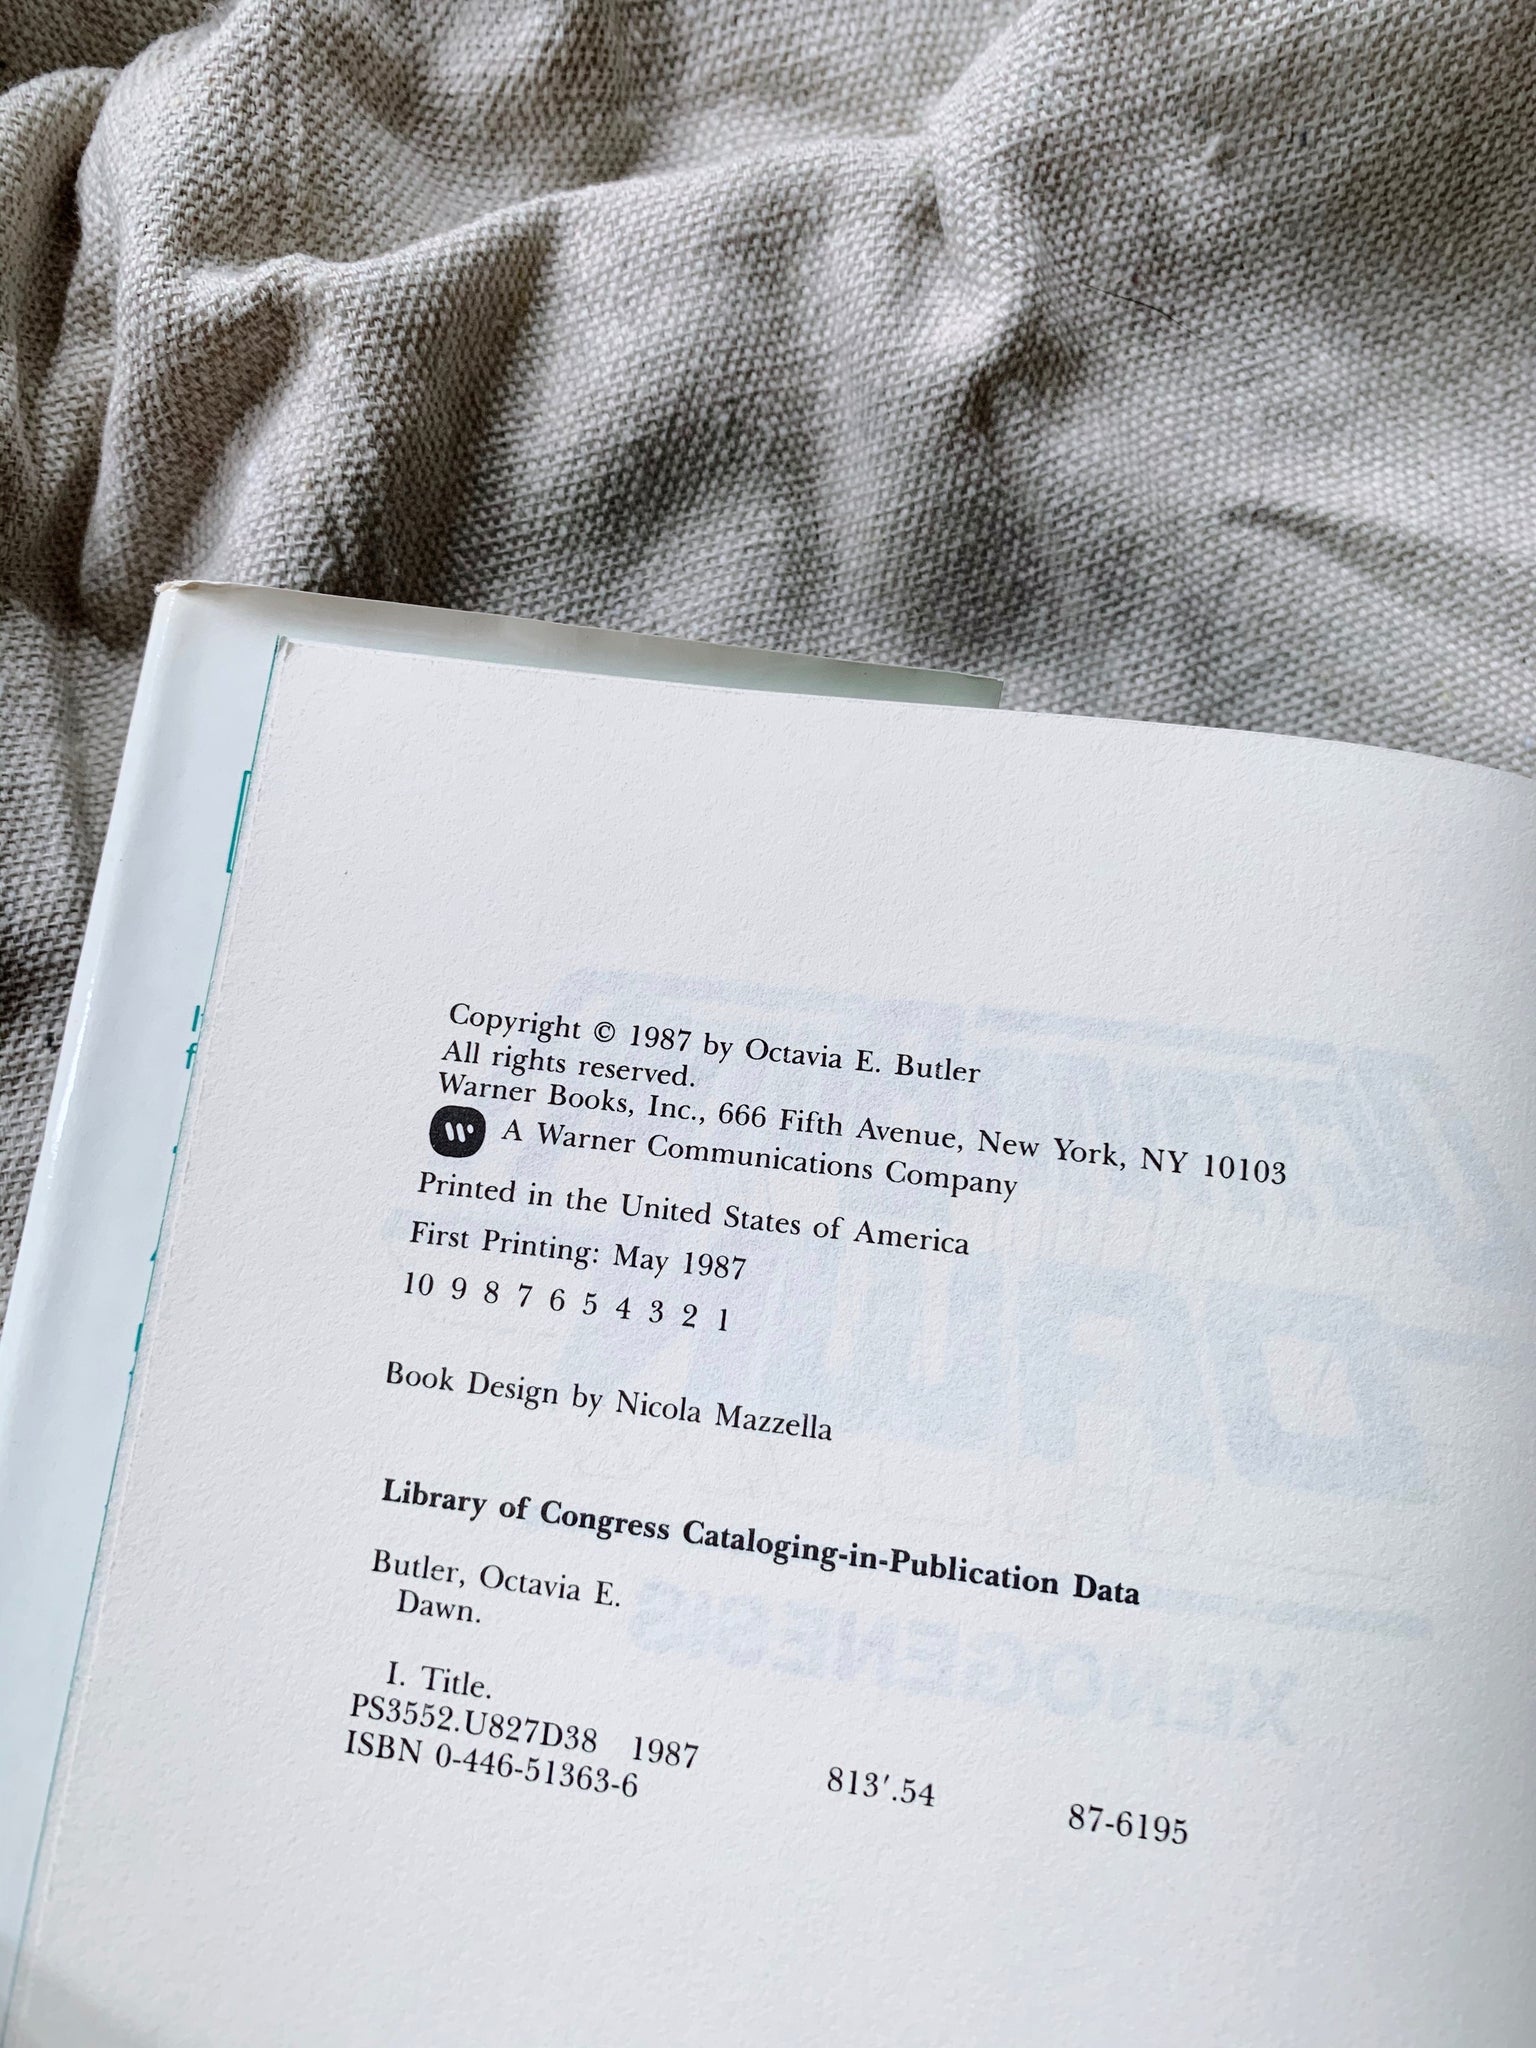 Copyright © 1987 by Octavia E. Butler
All rights reserved.
Warner Books, Inc., 666 Fifth Avenue, New York, NY 10103
A Warner Communications Company
Printed in the United States of America
First Printing: May 1987
10 9 8 7 6 5 4 3 2 1
Book Design by Nicola Mazzella
Library of Congress Cataloging-in-Publication Data
Butler, Octavia E.
Dawn.
I. Title.
PS3552.U827D38 1987 813′.54 87-6195
ISBN 0-446-51363-6
XENOGENESIS